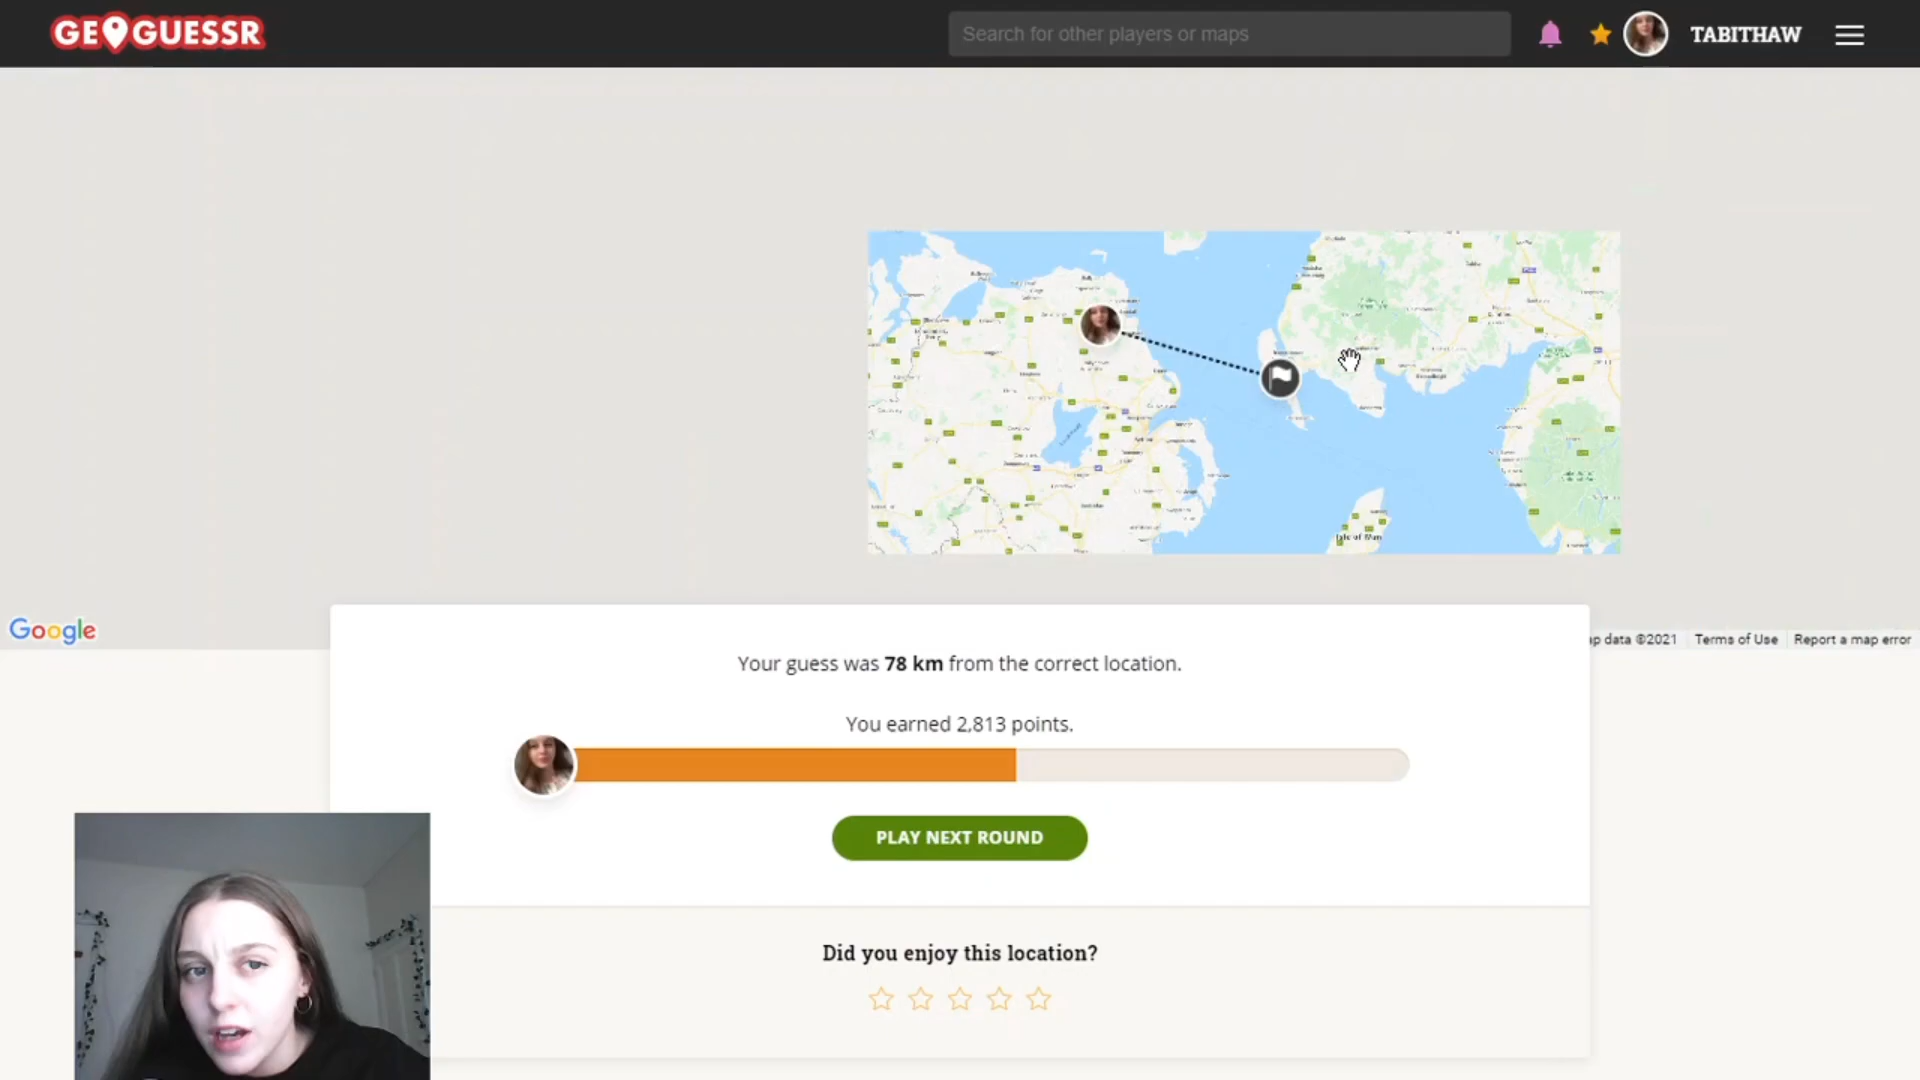 GEOGUESSR
Search for other players or maps
TABITHAW
Isle of Man
Google
p data ©2021
Terms of Use
Report a map error
Your guess was 78 km from the correct location.
You earned 2,813 points.
PLAY NEXT ROUND
Did you enjoy this location?